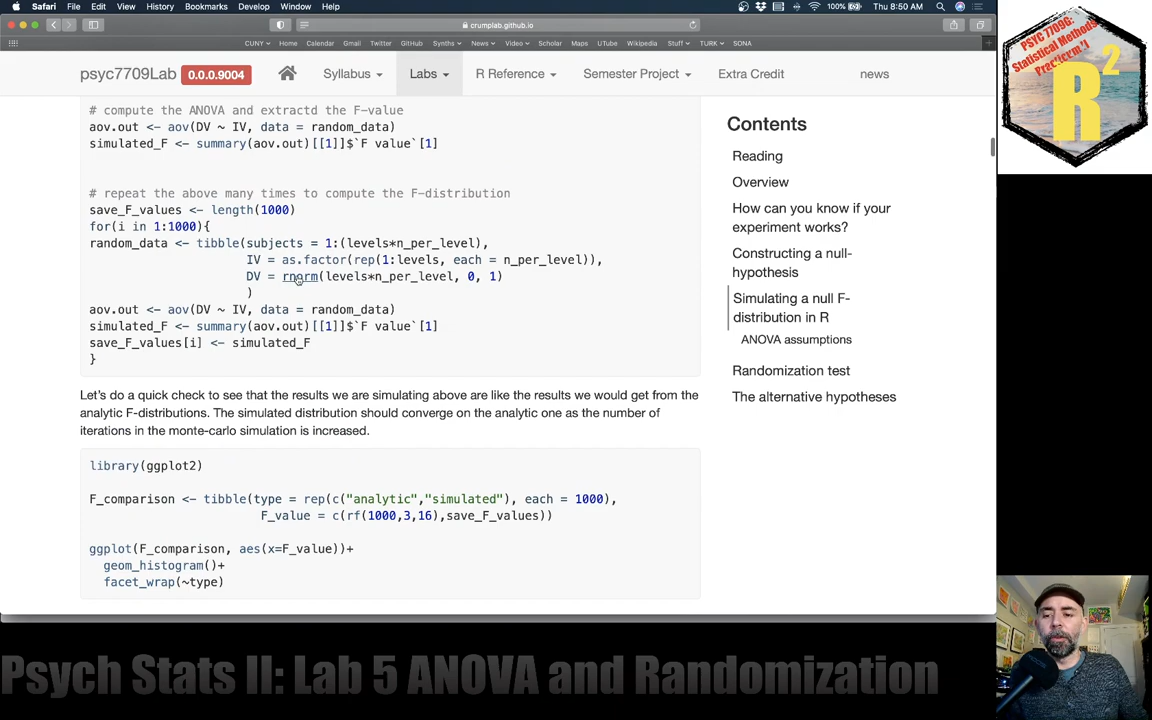 Safari File Edit View History Bookmarks Develop Window Help 100% Thu 8:50 AM
crumplab.github.io
CUNY Home Calendar Gmail Twitter GitHub Synths News Video Scholar Maps UTube Wikipedia Stuff TURK SONA
psyc7709Lab 0.0.0.9004 Syllabus Labs R Reference Semester Project Extra Credit news
# compute the ANOVA and extractd the F-value
aov.out <- aov(DV ~ IV, data = random_data)
simulated_F <- summary(aov.out)[[1]]$`F value`[1]
# repeat the above many times to compute the F-distribution
save_F_values <- length(1000)
for(i in 1:1000){
random_data <- tibble(subjects = 1:(levels*n_per_level),
IV = as.factor(rep(1:levels, each = n_per_level)),
DV = rnorm(levels*n_per_level, 0, 1)
)
aov.out <- aov(DV ~ IV, data = random_data)
simulated_F <- summary(aov.out)[[1]]$`F value`[1]
save_F_values[i] <- simulated_F
}
Let's do a quick check to see that the results we are simulating above are like the results we would get from the
analytic F-distributions. The simulated distribution should converge on the analytic one as the number of
iterations in the monte-carlo simulation is increased.
library(ggplot2)
F_comparison <- tibble(type = rep(c("analytic","simulated"), each = 1000),
F_value = c(rf(1000,3,16),save_F_values))
ggplot(F_comparison, aes(x=F_value))+
geom_histogram()+
facet_wrap(~type)
Contents
Reading
Overview
How can you know if your
experiment works?
Constructing a null-
hypothesis
Simulating a null F-
distribution in R
ANOVA assumptions
Randomization test
The alternative hypotheses
PSYC 7709G:
Statistical Methods
Practicum I
R2
Psych Stats II: Lab 5 ANOVA and Randomization